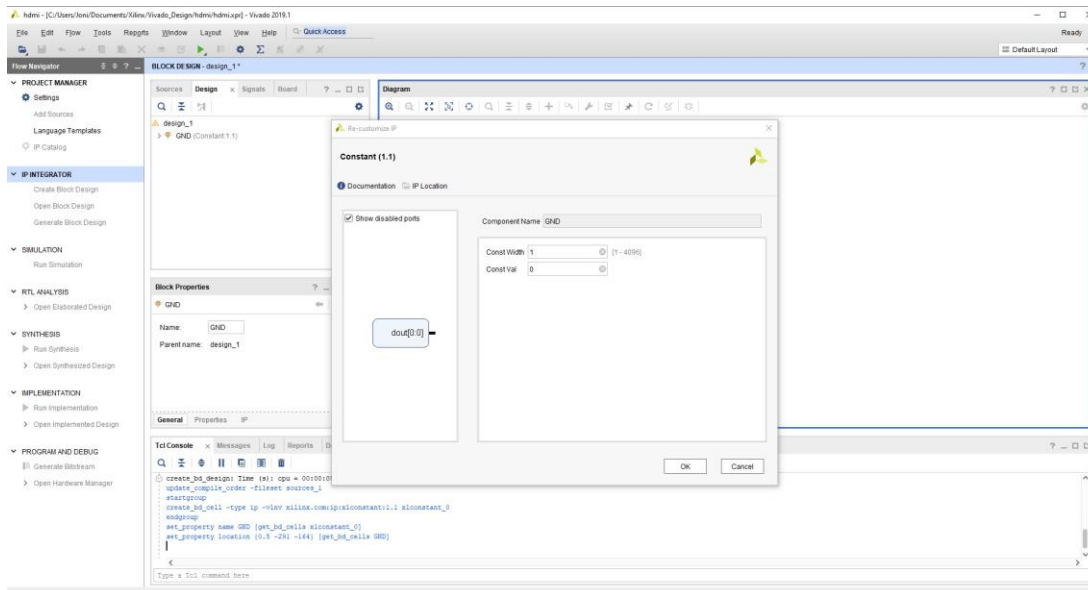 hdmi - [C:/Users/Joni/Documents/Xilinx/Vivado_Design/hdmi/hdmi.xpr] - Vivado 2019.1
File Edit Flow Tools Reports Window Layout View Help Quick Access
Ready
Default Layout
Flow Navigator
PROJECT MANAGER
Settings
Add Sources
Language Templates
IP Catalog
IP INTEGRATOR
Create Block Design
Open Block Design
Generate Block Design
SIMULATION
Run Simulation
RTL ANALYSIS
Open Elaborated Design
SYNTHESIS
Run Synthesis
Open Synthesized Design
IMPLEMENTATION
Run Implementation
Open Implemented Design
PROGRAM AND DEBUG
Generate Bitstream
Open Hardware Manager
BLOCK DESIGN - design_1 *
Sources Design Signals Board
design_1
GND (Constant:1.1)
Block Properties
GND
Name: GND
Parent name: design_1
General Properties IP
Diagram
Re-customize IP
Constant (1.1)
Documentation IP Location
Show disabled ports
dout[0:0]
Component Name GND
Const Width 1 [1 - 4096]
Const Val 0
OK Cancel
Tcl Console Messages Log Reports
create_bd_design: Time (s): cpu = 00:00:0
update_compile_order -fileset sources_1
startgroup
create_bd_cell -type ip -vlnv xilinx.com:ip:xlconstant:1.1 xlconstant_0
endgroup
set_property name GND [get_bd_cells xlconstant_0]
set_property location {0.5 -291 -164} [get_bd_cells GND]
Type a Tcl command here